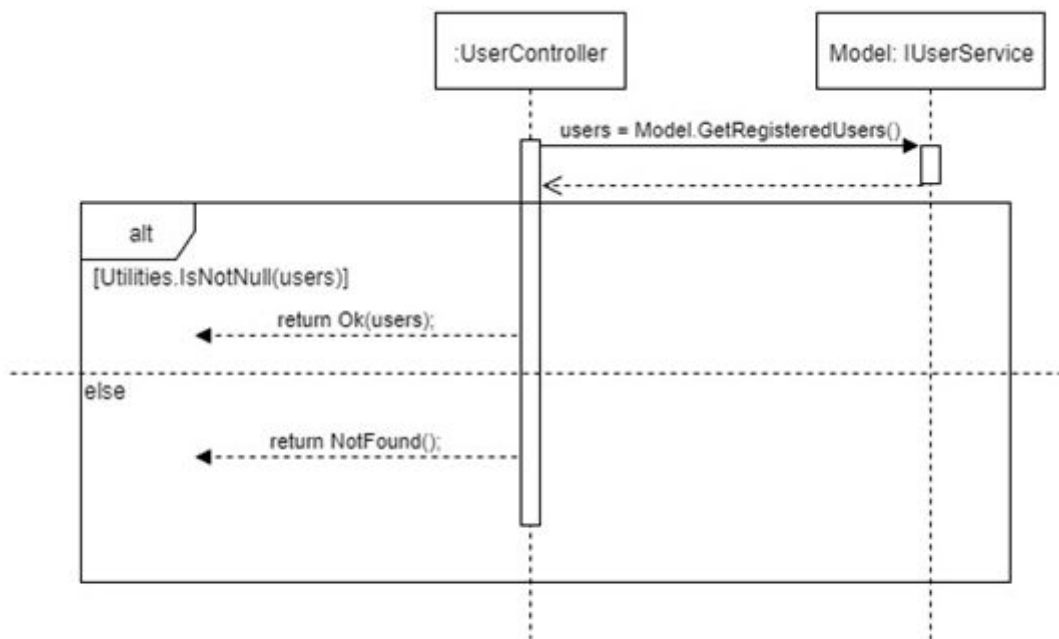 :UserController
Model: IUserService
users = Model.GetRegisteredUsers()
alt
[Utilities.IsNotNull(users)]
return Ok(users);
else
return NotFound();